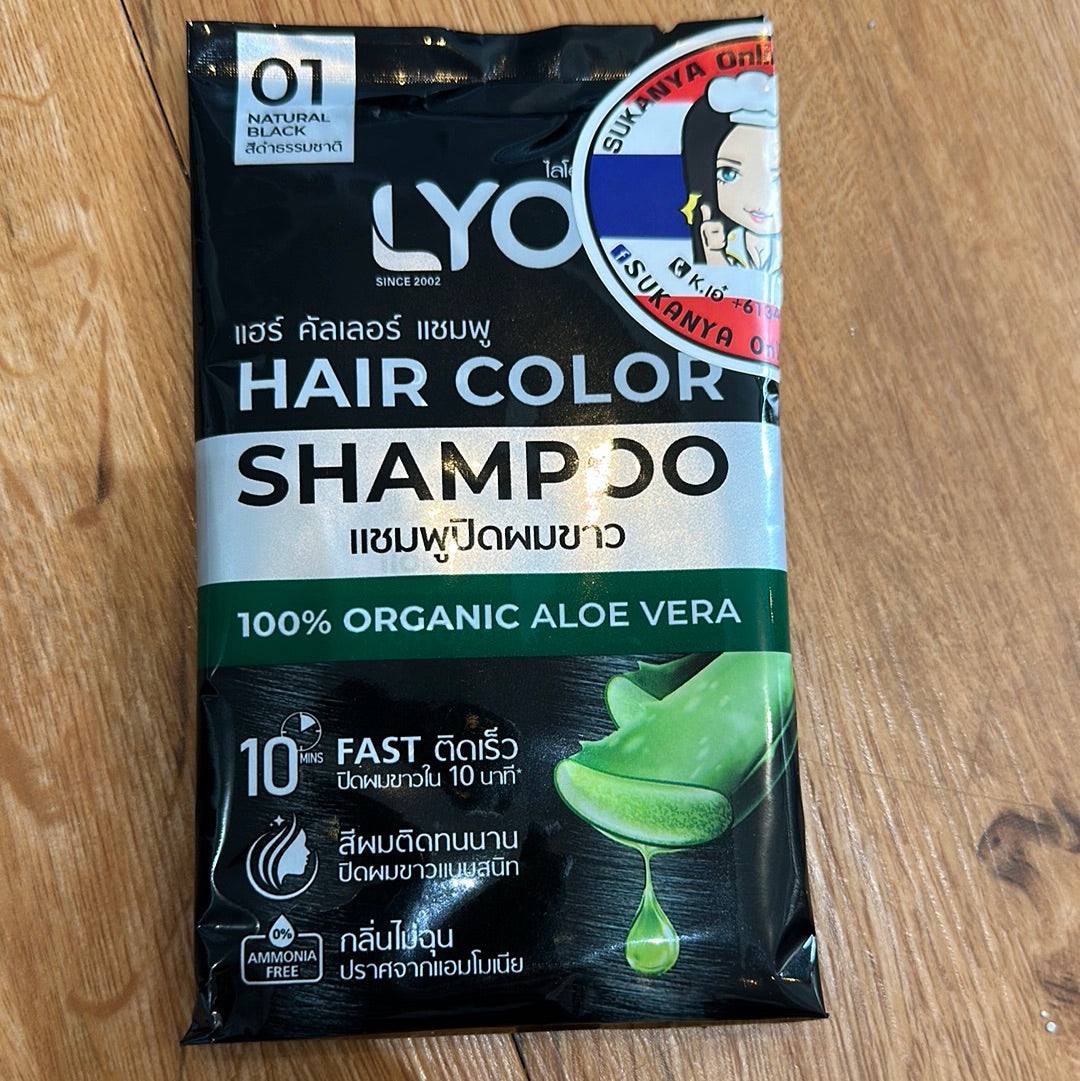 01
NATURAL
BLACK
สีดำธรรมชาติ
LYO
SINCE 2002
SUKANYA
K.เอ๋ +61
SUKANYA
แฮร์ คัลเลอร์ แชมพู
HAIR COLOR
SHAMPOO
แชมพูปิดผมขาว
100% ORGANIC ALOE VERA
10 MINS
FAST ติดเร็ว
ปิดผมขาวใน 10 นาที*
สีผมติดทนนาน
ปิดผมขาวแนบสนิท
0%
AMMONIA
FREE
กลิ่นไม่ฉุน
ปราศจากแอมโมเนีย